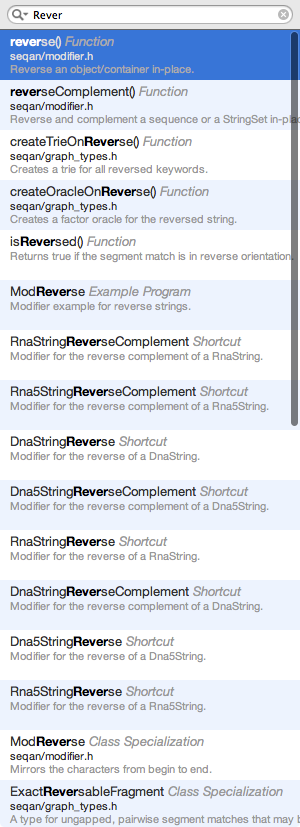 Rever
reverse() Function
seqan/modifier.h
Reverse an object/container in-place.
reverseComplement() Function
seqan/modifier.h
Reverse and complement a sequence or a StringSet in-place
createTrieOnReverse() Function
seqan/graph_types.h
Creates a trie for all reversed keywords.
createOracleOnReverse() Function
seqan/graph_types.h
Creates a factor oracle for the reversed string.
isReversed() Function
Returns true if the segment match is in reverse orientation.
ModReverse Example Program
Modifier example for reverse strings.
RnaStringReverseComplement Shortcut
Modifier for the reverse complement of a RnaString.
Rna5StringReverseComplement Shortcut
Modifier for the reverse complement of a Rna5String.
DnaStringReverse Shortcut
Modifier for the reverse of a DnaString.
Dna5StringReverseComplement Shortcut
Modifier for the reverse complement of a Dna5String.
RnaStringReverse Shortcut
Modifier for the reverse of a RnaString.
DnaStringReverseComplement Shortcut
Modifier for the reverse complement of a DnaString.
Dna5StringReverse Shortcut
Modifier for the reverse of a Dna5String.
Rna5StringReverse Shortcut
Modifier for the reverse of a Rna5String.
ModReverse Class Specialization
seqan/modifier.h
Mirrors the characters from begin to end.
ExactReversableFragment Class Specialization
seqan/graph_types.h
A type for ungapped, pairwise segment matches that may b